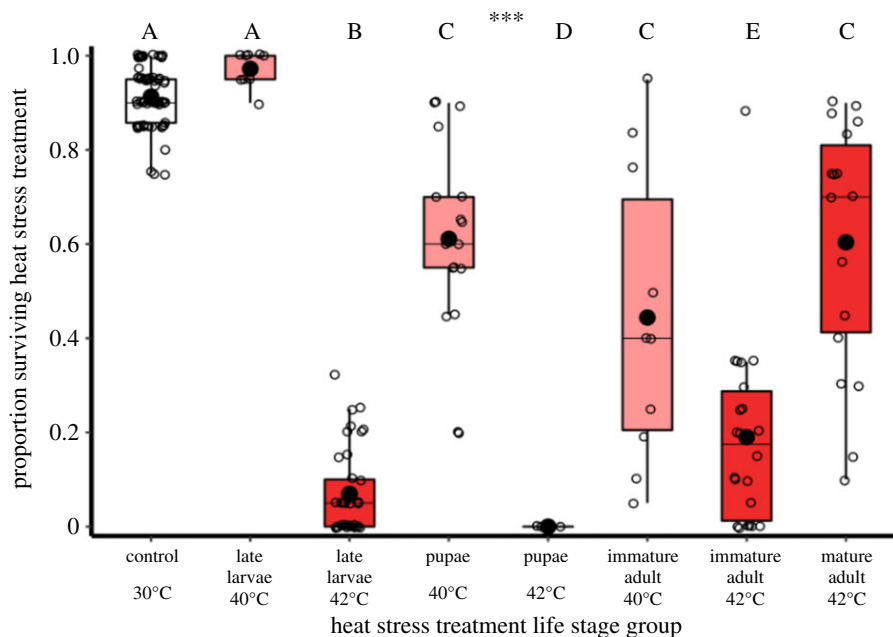 ***
A A B C D C E C
1.0
0.8
0.6
0.4
0.2
0
proportion surviving heat stress treatment
control
30°C
late
larvae
40°C
late
larvae
42°C
pupae
40°C
pupae
42°C
immature
adult
40°C
immature
adult
42°C
mature
adult
42°C
heat stress treatment life stage group